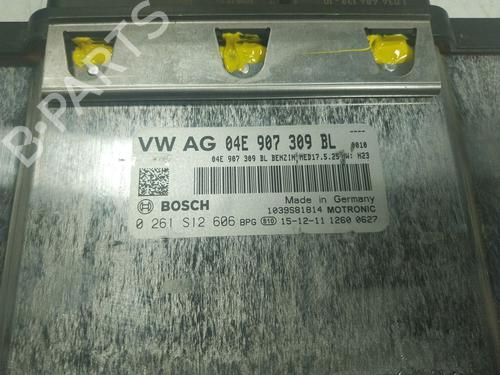 VW AG 04E 907 309 BL ----
0010
04E 907 309 BL BENZIN MED17.5.25 HW: H23
BOSCH
Made in Germany
1039S81814 MOTRONIC
0 261 S12 606 BPG 810 15-12-11 1260 0627
B-PARTS